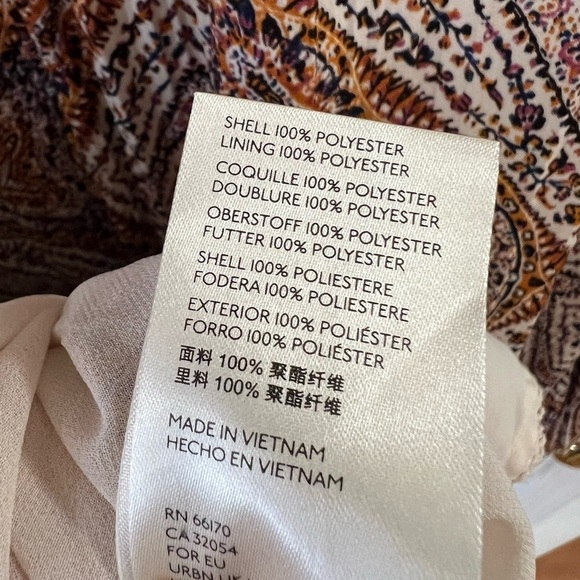 SHELL 100% POLYESTER
LINING 100% POLYESTER
COQUILLE 100% POLYESTER
DOUBLURE 100% POLYESTER
OBERSTOFF 100% POLYESTER
FUTTER 100% POLYESTER
SHELL 100% POLIESTERE
FODERA 100% POLIESTERE
EXTERIOR 100% POLIÉSTER
FORRO 100% POLIÉSTER
面料 100% 聚酯纤维
里料 100% 聚酯纤维
MADE IN VIETNAM
HECHO EN VIETNAM
RN 66170
CA 32054
FOR EU
URBN